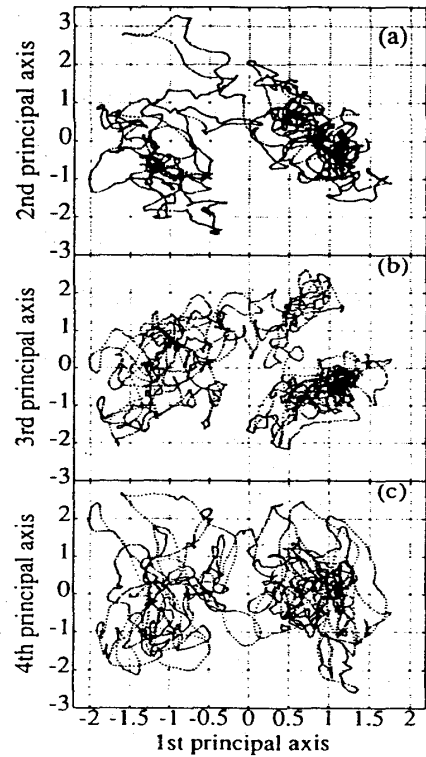 (a)
3
2
1
0
-1
-2
-3
2nd principal axis
(b)
2
1
0
-1
-2
-3
3rd principal axis
(c)
2
1
0
-1
-2
-3
4th principal axis
-2 -1.5 -1 -0.5 0 0.5 1 1.5 2
1st principal axis